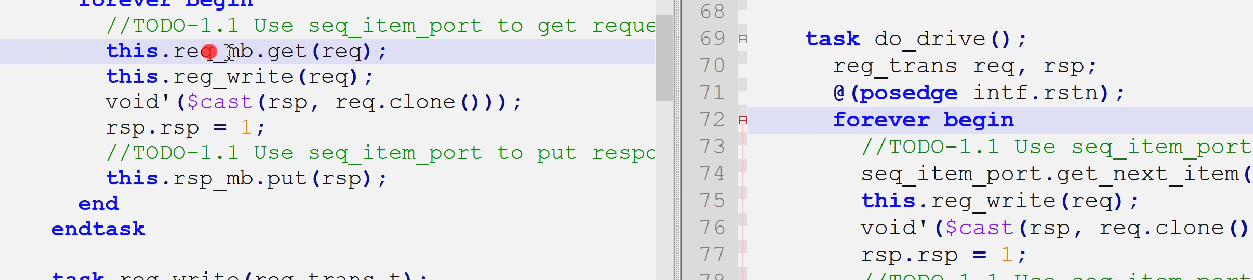 forever begin
//TODO-1.1 Use seq_item_port to get reque
this.req_mb.get(req);
this.reg_write(req);
void'($cast(rsp, req.clone()));
rsp.rsp = 1;
//TODO-1.1 Use seq_item_port to put respo
this.rsp_mb.put(rsp);
end
endtask
task reg_write(reg_trans t);
68
69 task do_drive();
70 reg_trans req, rsp;
71 @(posedge intf.rstn);
72 forever begin
73 //TODO-1.1 Use seq_item_port
74 seq_item_port.get_next_item(
75 this.reg_write(req);
76 void'($cast(rsp, req.clone()
77 rsp.rsp = 1;
78 //TODO-1.1 Use seq_item_port